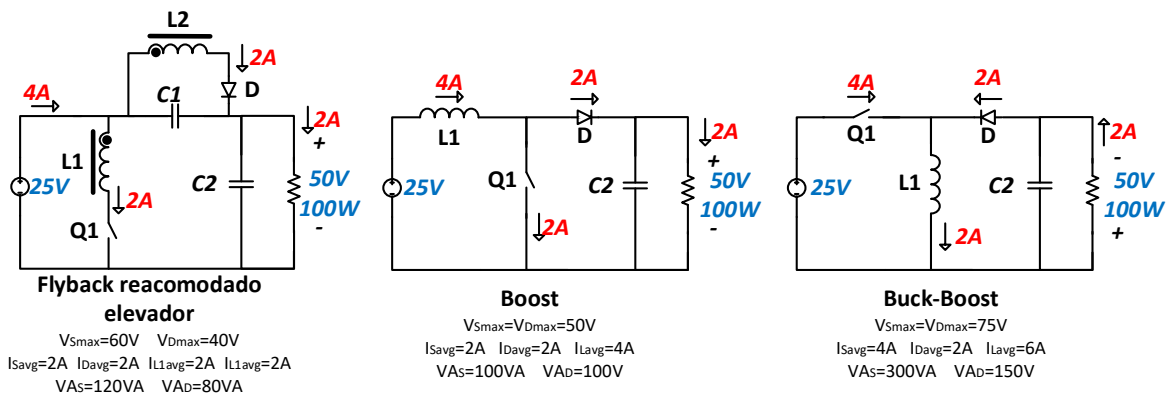 L2
2A
D
4A
C1
2A
+
L1
25V
C2
50V
2A
100W
Q1
-
Flyback reacomodado
elevador
VSmax=60V VDmax=40V
ISavg=2A IDavg=2A IL1avg=2A IL1avg=2A
VAS=120VA VAD=80VA
4A
2A
L1
D
2A
+
Q1
25V
C2
50V
100W
2A
-
Boost
VSmax=VDmax=50V
ISavg=2A IDavg=2A ILavg=4A
VAS=100VA VAD=100V
4A
2A
Q1
D
2A
-
25V
L1
C2
50V
100W
2A
+
Buck-Boost
VSmax=VDmax=75V
ISavg=4A IDavg=2A ILavg=6A
VAS=300VA VAD=150V